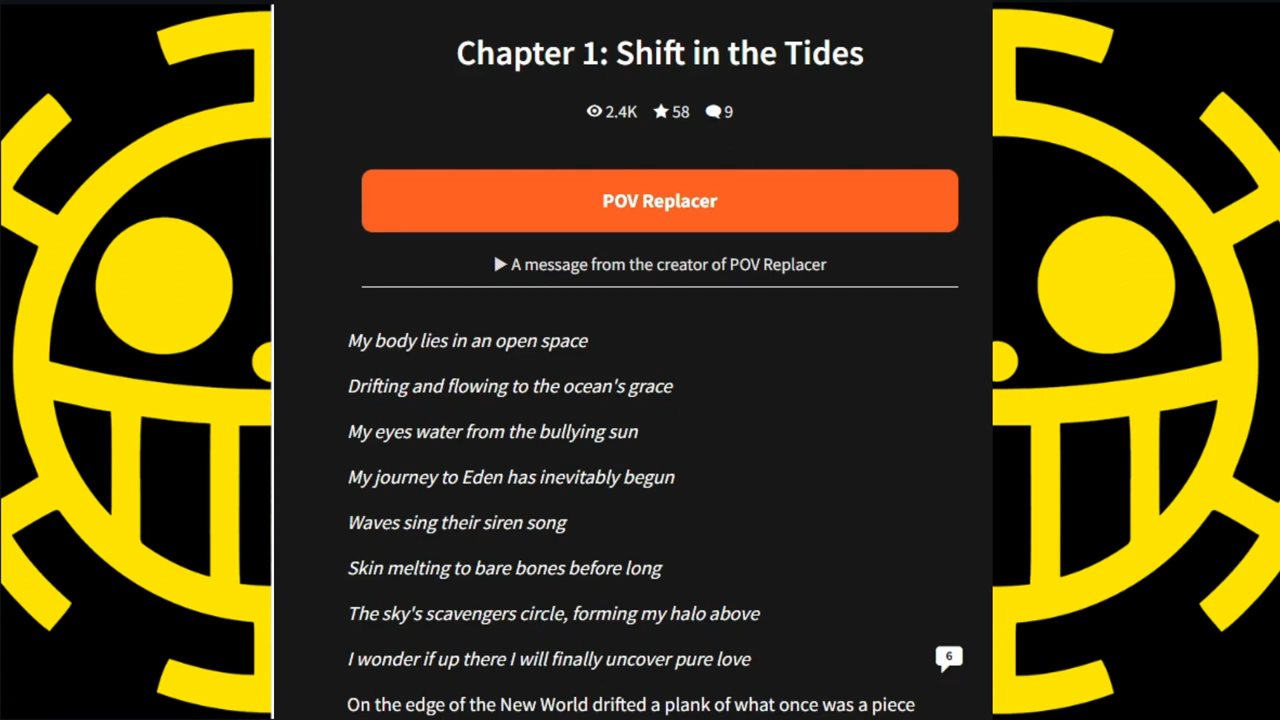 Chapter 1: Shift in the Tides
2.4K 58 9
POV Replacer
▶ A message from the creator of POV Replacer
My body lies in an open space
Drifting and flowing to the ocean's grace
My eyes water from the bullying sun
My journey to Eden has inevitably begun
Waves sing their siren song
Skin melting to bare bones before long
The sky's scavengers circle, forming my halo above
I wonder if up there I will finally uncover pure love
6
On the edge of the New World drifted a plank of what once was a piece